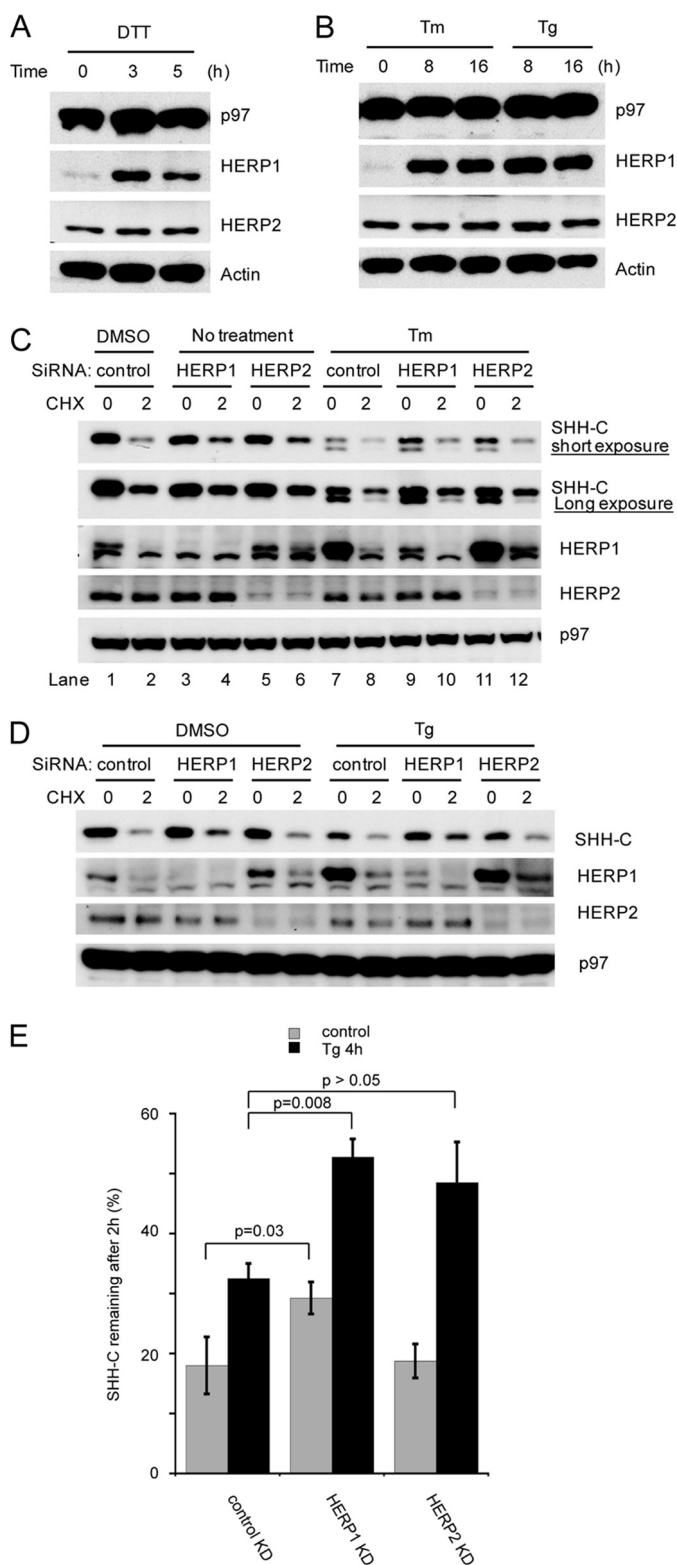 A
DTT
Time 0 3 5 (h)
p97
HERP1
HERP2
Actin
B
Tm Tg
Time 0 8 16 8 16 (h)
p97
HERP1
HERP2
Actin
C
DMSO No treatment Tm
SiRNA: control HERP1 HERP2 control HERP1 HERP2
CHX 0 2 0 2 0 2 0 2 0 2 0 2
SHH-C
short exposure
SHH-C
Long exposure
HERP1
HERP2
p97
Lane 1 2 3 4 5 6 7 8 9 10 11 12
D
DMSO Tg
SiRNA: control HERP1 HERP2 control HERP1 HERP2
CHX 0 2 0 2 0 2 0 2 0 2 0 2
SHH-C
HERP1
HERP2
p97
E
control
Tg 4h
p > 0.05
p=0.008
p=0.03
SHH-C remaining after 2h (%)
60
40
20
0
control KD
HERP1 KD
HERP2 KD